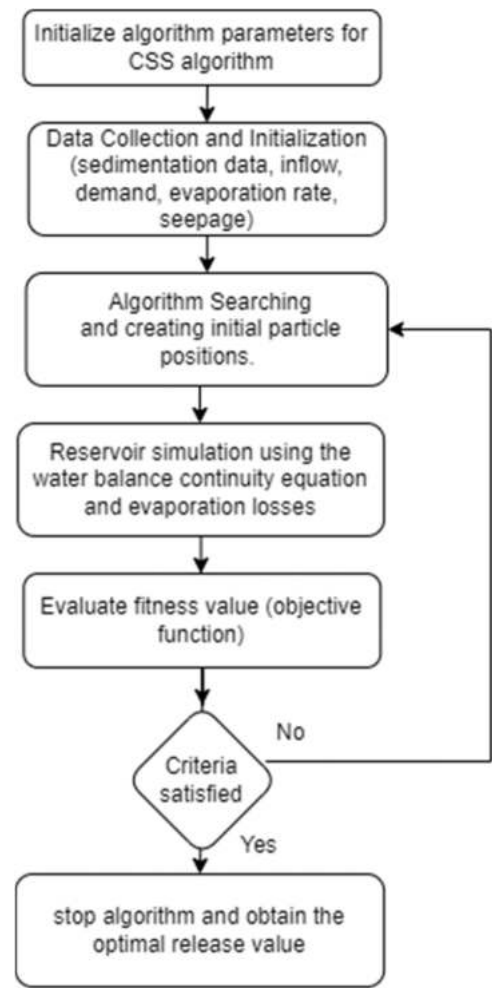 Initialize algorithm parameters for
CSS algorithm
Data Collection and Initialization
(sedimentation data, inflow,
demand, evaporation rate,
seepage)
Algorithm Searching
and creating initial particle
positions.
Reservoir simulation using the
water balance continuity equation
and evaporation losses
Evaluate fitness value (objective
function)
No
Criteria
satisfied
Yes
stop algorithm and obtain the
optimal release value